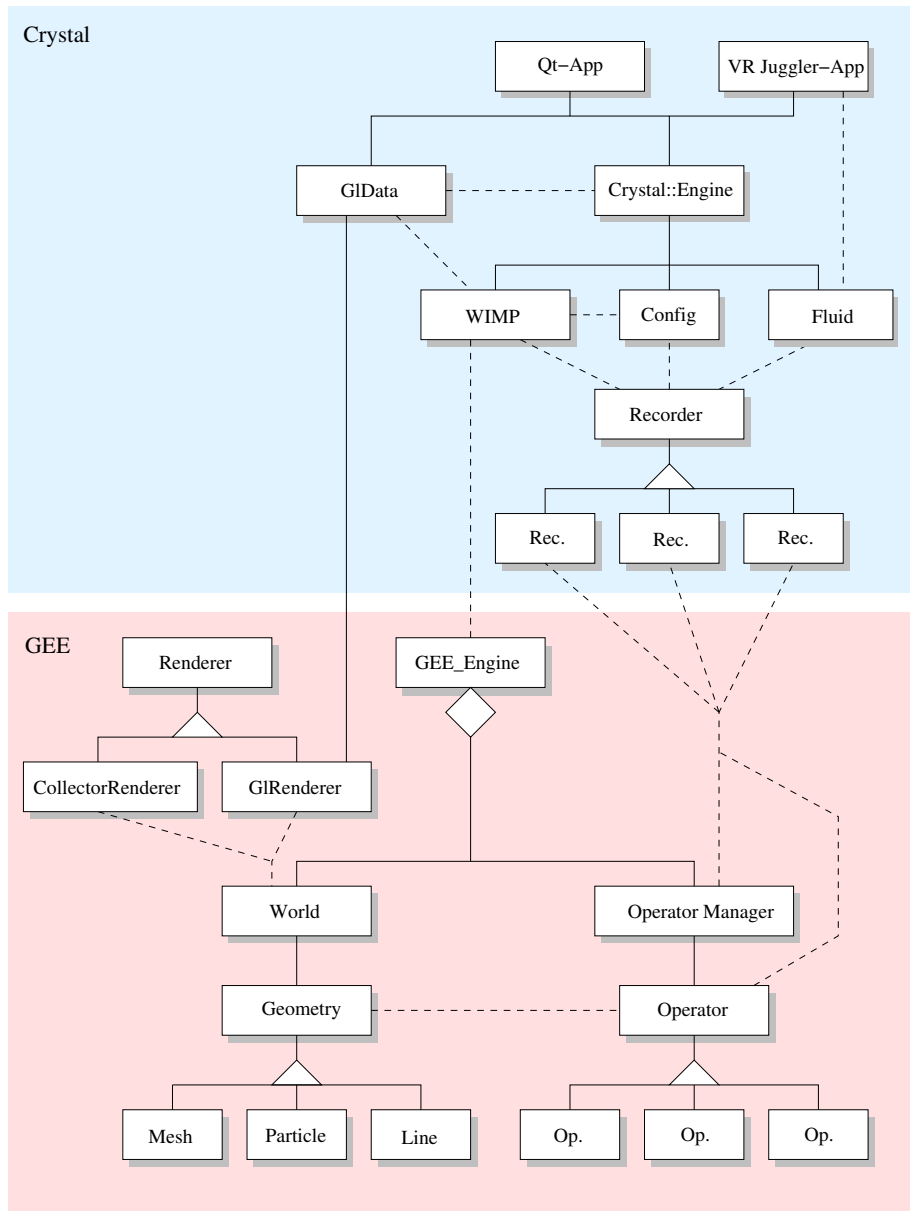 Crystal
Qt−App
VR Juggler−App
GlData
Crystal::Engine
WIMP
Config
Fluid
Recorder
Rec.
Rec.
Rec.
GEE
Renderer
GEE_Engine
CollectorRenderer
GlRenderer
World
Operator Manager
Geometry
Operator
Mesh
Particle
Line
Op.
Op.
Op.